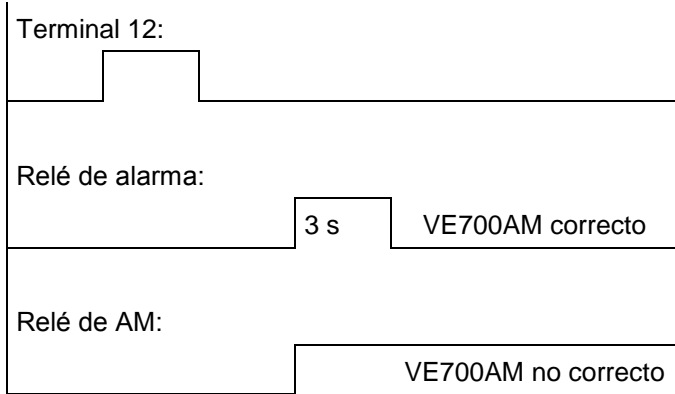 Terminal 12:
Relé de alarma:
3 s VE700AM correcto
Relé de AM:
VE700AM no correcto